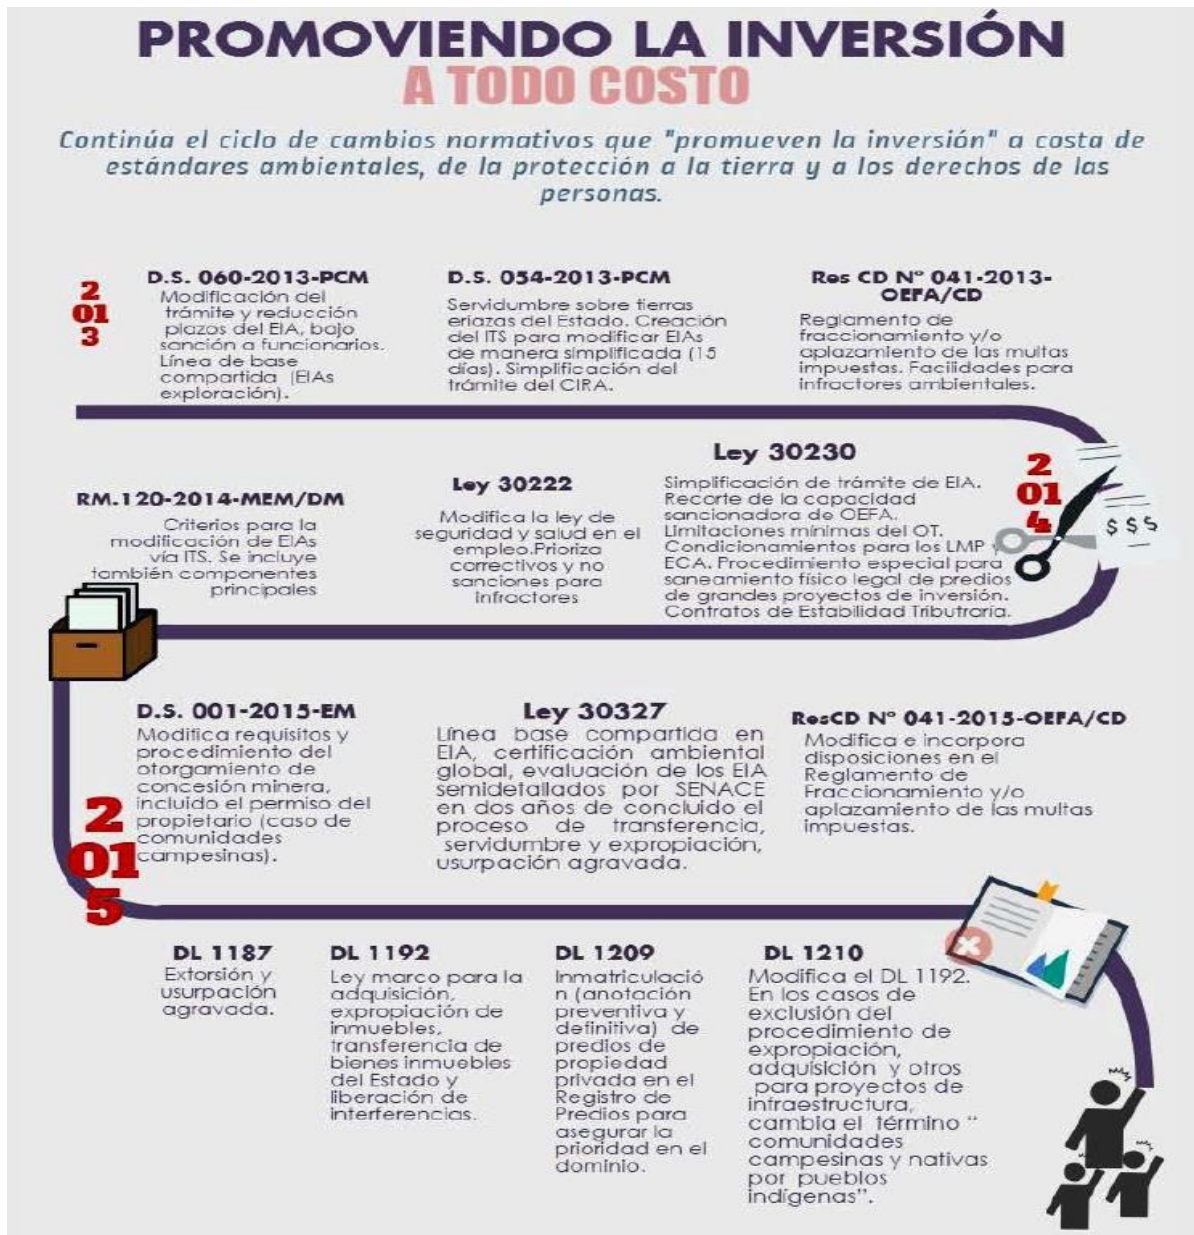 PROMOVIENDO LA INVERSIÓN
A TODO COSTO
Continúa el ciclo de cambios normativos que "promueven la inversión" a costa de
estándares ambientales, de la protección a la tierra y a los derechos de las
personas.
2
01
3
D.S. 060-2013-PCM
Modificación del
trámite y reducción
plazos del EIA, bajo
sanción a funcionarios.
Línea de base
compartida (EIAs
exploración).
D.S. 054-2013-PCM
Servidumbre sobre tierras
eriazas del Estado. Creación
del ITS para modificar EIAs
de manera simplificada (15
días). Simplificación del
trámite del CIRA.
Res CD Nº 041-2013-
OEFA/CD
Reglamento de
fraccionamiento y/o
aplazamiento de las multas
impuestas. Facilidades para
infractores ambientales.
2
01
4
$ $ $
Ley 30230
Simplificación de trámite de EIA.
Recorte de la capacidad
sancionadora de OEFA.
Limitaciones mínimas del OT.
Condicionamientos para los LMP y
ECA. Procedimiento especial para
saneamiento físico legal de predios
de grandes proyectos de inversión.
Contratos de Estabilidad Tributraria.
Ley 30222
Modifica la ley de
seguridad y salud en el
empleo.Prioriza
correctivos y no
sanciones para
infractores
RM.120-2014-MEM/DM
Criterios para la
modificación de EIAs
vía ITS. Se incluye
también componentes
principales
2
01
5
D.S. 001-2015-EM
Modifica requisitos y
procedimiento del
otorgamiento de
concesión minera,
incluido el permiso del
propietario (caso de
comunidades
campesinas).
Ley 30327
Línea base compartida en
EIA, certificación ambiental
global, evaluación de los EIA
semidetallados por SENACE
en dos años de concluido el
proceso de transferencia,
servidumbre y expropiación,
usurpación agravada.
ResCD Nº 041-2015-OEFA/CD
Modifica e incorpora
disposiciones en el
Reglamento de
Fraccionamiento y/o
aplazamiento de las multas
impuestas.
DL 1187
Extorsión y
usurpación
agravada.
DL 1192
Ley marco para la
adquisición,
expropiación de
inmuebles,
transferencia de
bienes inmuebles
del Estado y
liberación de
interferencias.
DL 1209
Inmatriculació
n (anotación
preventiva y
definitiva) de
predios de
propiedad
privada en el
Registro de
Predios para
asegurar la
prioridad en el
dominio.
DL 1210
Modifica el DL 1192.
En los casos de
exclusión del
procedimiento de
expropiación,
adquisición y otros
para proyectos de
infraestructura,
cambia el término “
comunidades
campesinas y nativas
por pueblos
indígenas”.